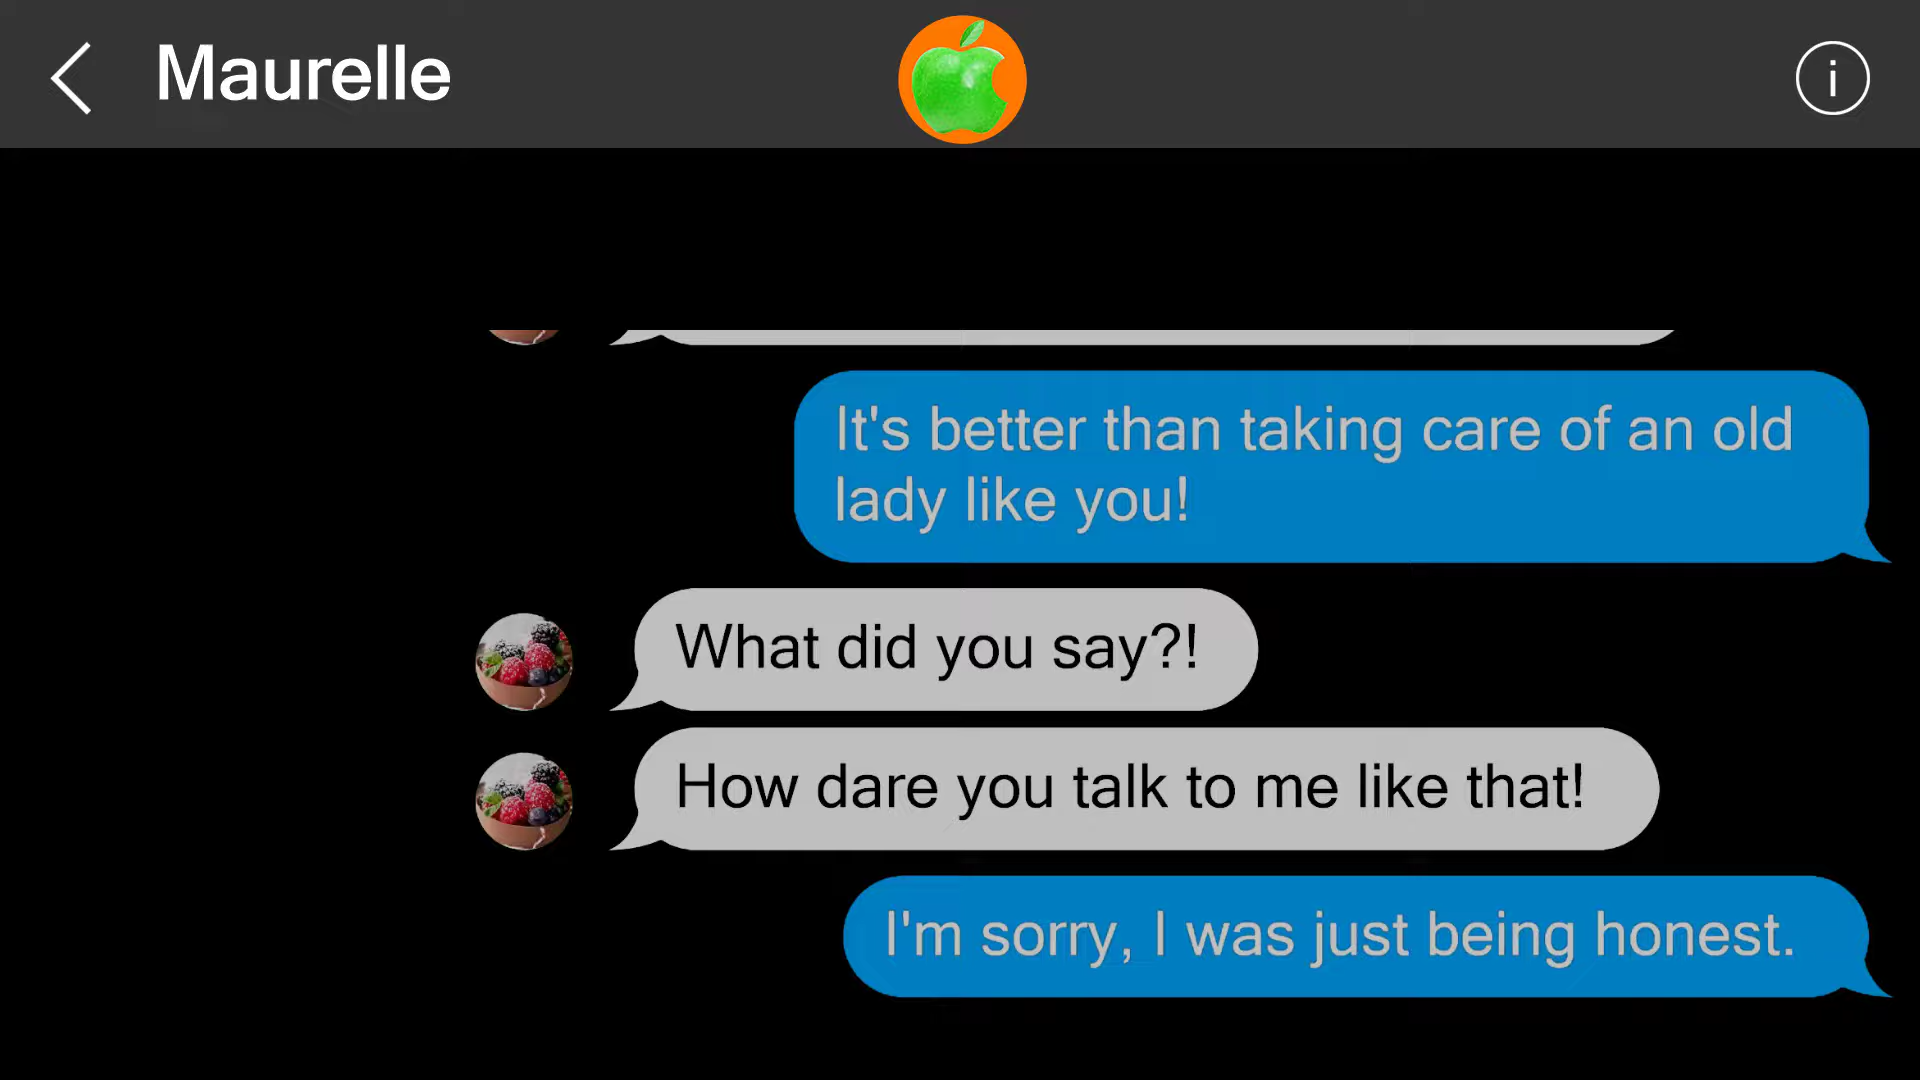 Maurelle
i
It's better than taking care of an old
lady like you!
What did you say?!
How dare you talk to me like that!
I'm sorry, I was just being honest.